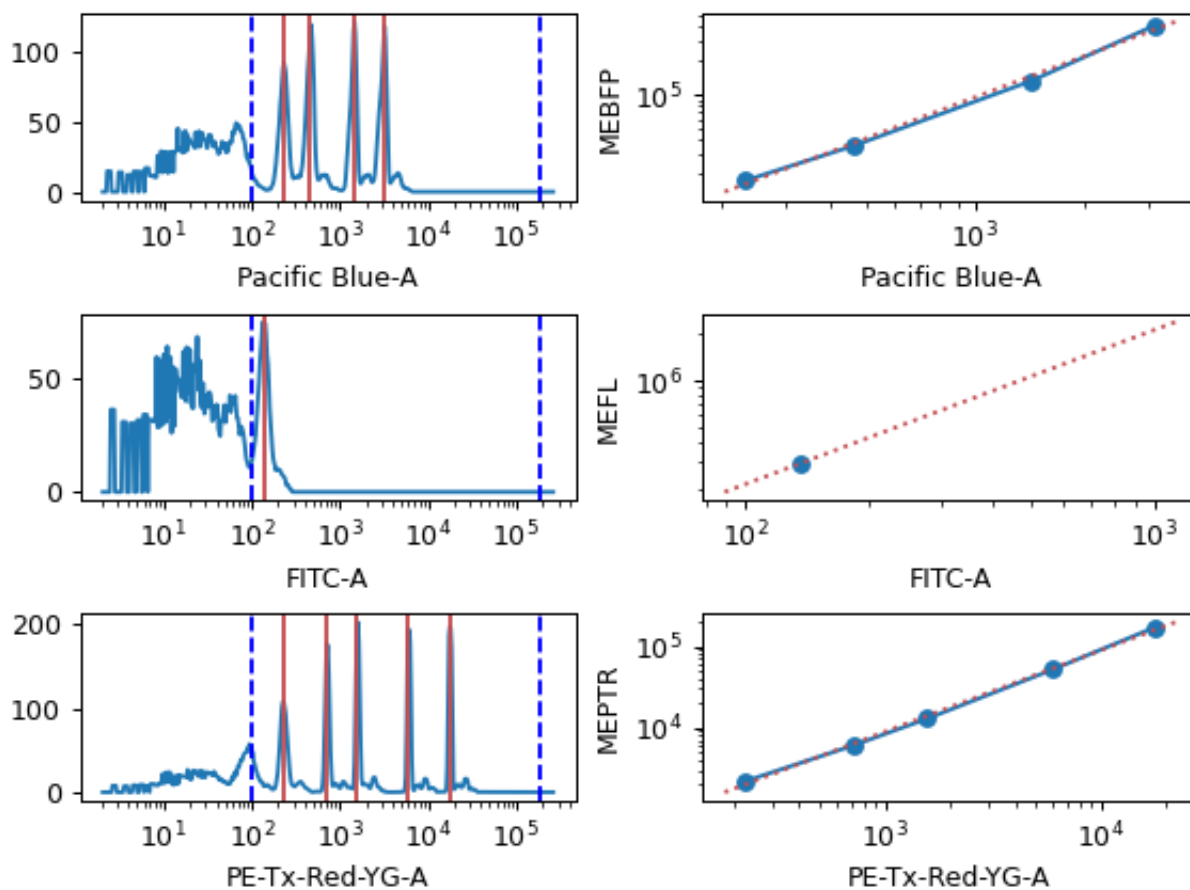 100
50
0
10^1 10^2 10^3 10^4 10^5
Pacific Blue-A
MEBFP
10^5
10^3
Pacific Blue-A
50
0
10^1 10^2 10^3 10^4 10^5
FITC-A
MEFL
10^6
10^2 10^3
FITC-A
200
100
0
10^1 10^2 10^3 10^4 10^5
PE-Tx-Red-YG-A
MEPTR
10^5
10^4
10^3 10^4
PE-Tx-Red-YG-A